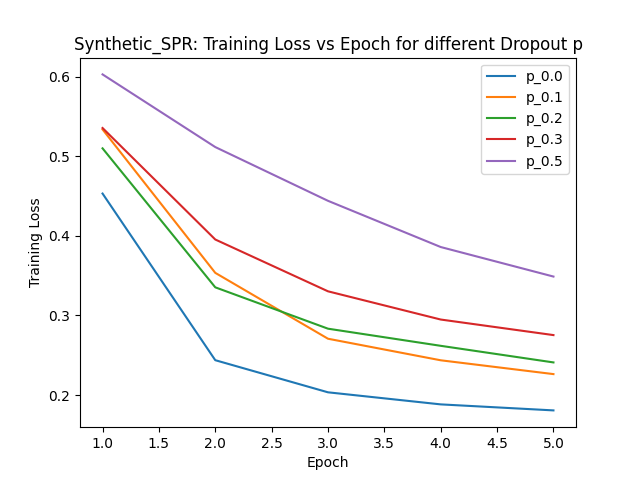 Synthetic_SPR: Training Loss vs Epoch for different Dropout p
p_0.0
p_0.1
p_0.2
p_0.3
p_0.5
0.6
0.5
0.4
0.3
0.2
Training Loss
1.0 1.5 2.0 2.5 3.0 3.5 4.0 4.5 5.0
Epoch